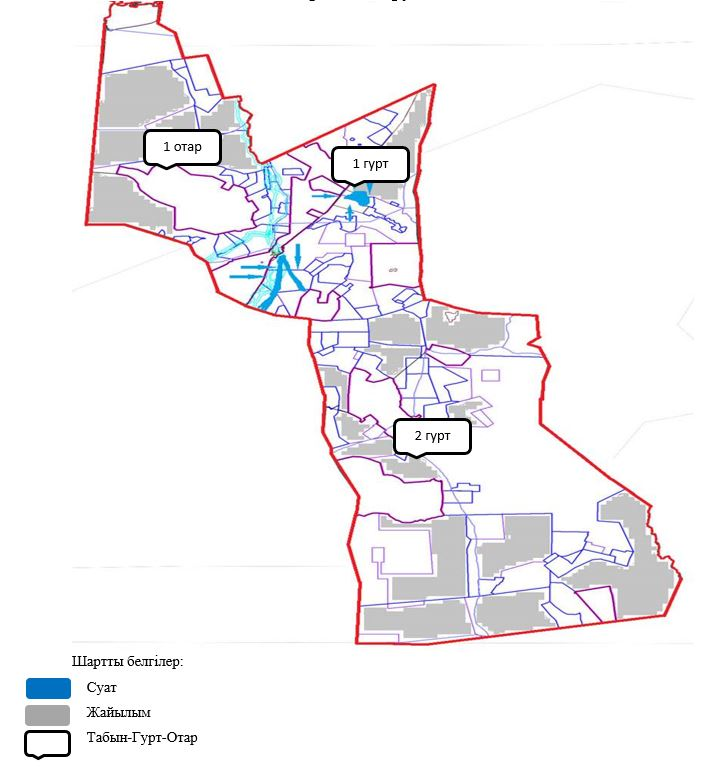 1 отар
1 гурт
2 гурт
Шартты белгілер:
Суат
Жайылым
Табын-Гурт-Отар